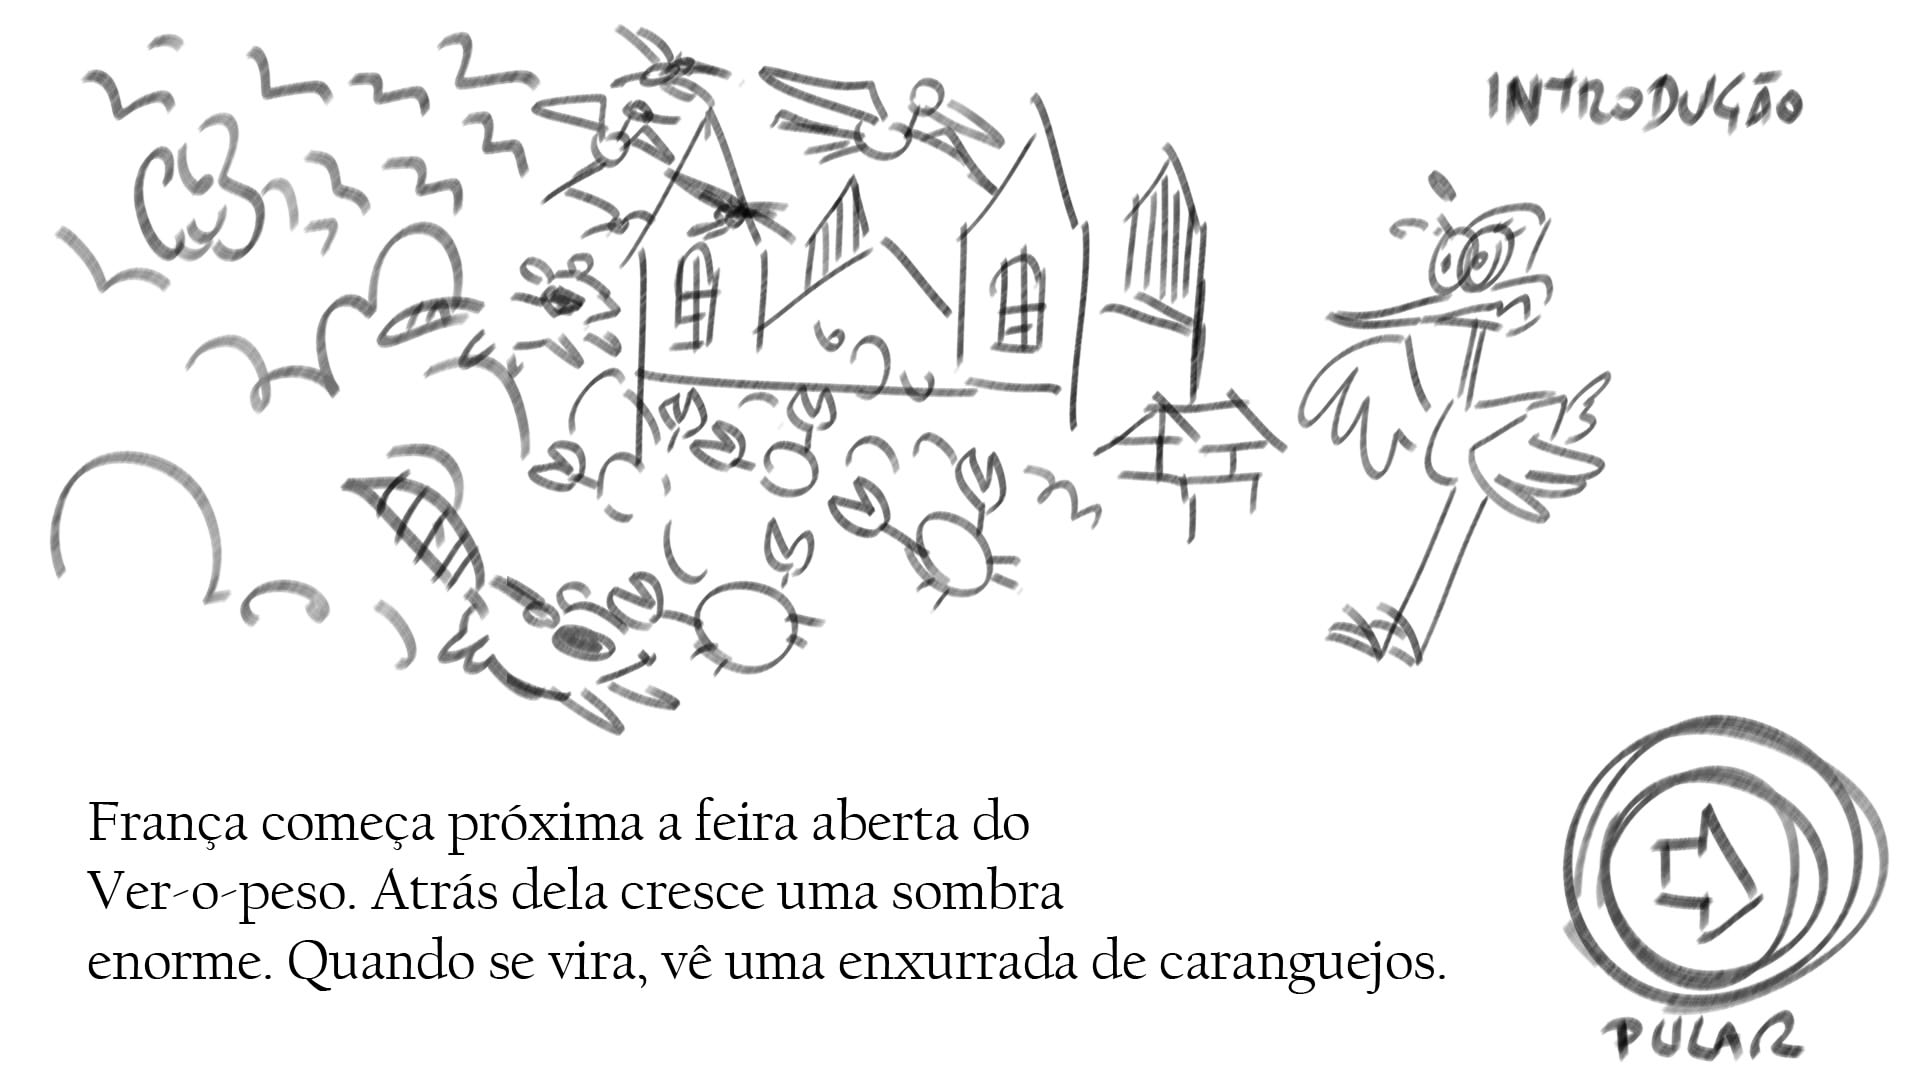 INTRODUÇÃO
França começa próxima a feira aberta do
Ver-o-peso. Atrás dela cresce uma sombra
enorme. Quando se vira, vê uma enxurrada de caranguejos.
PULAR